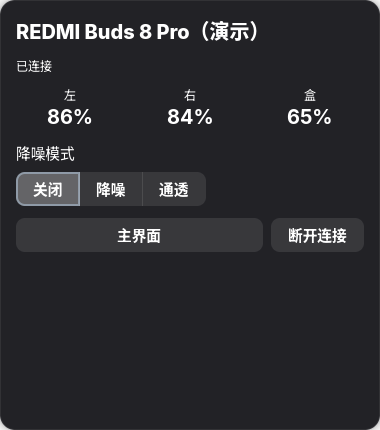 REDMI Buds 8 Pro（演示）
已连接
左 右 盒
86% 84% 65%
降噪模式
关闭 降噪 通透
主界面 断开连接